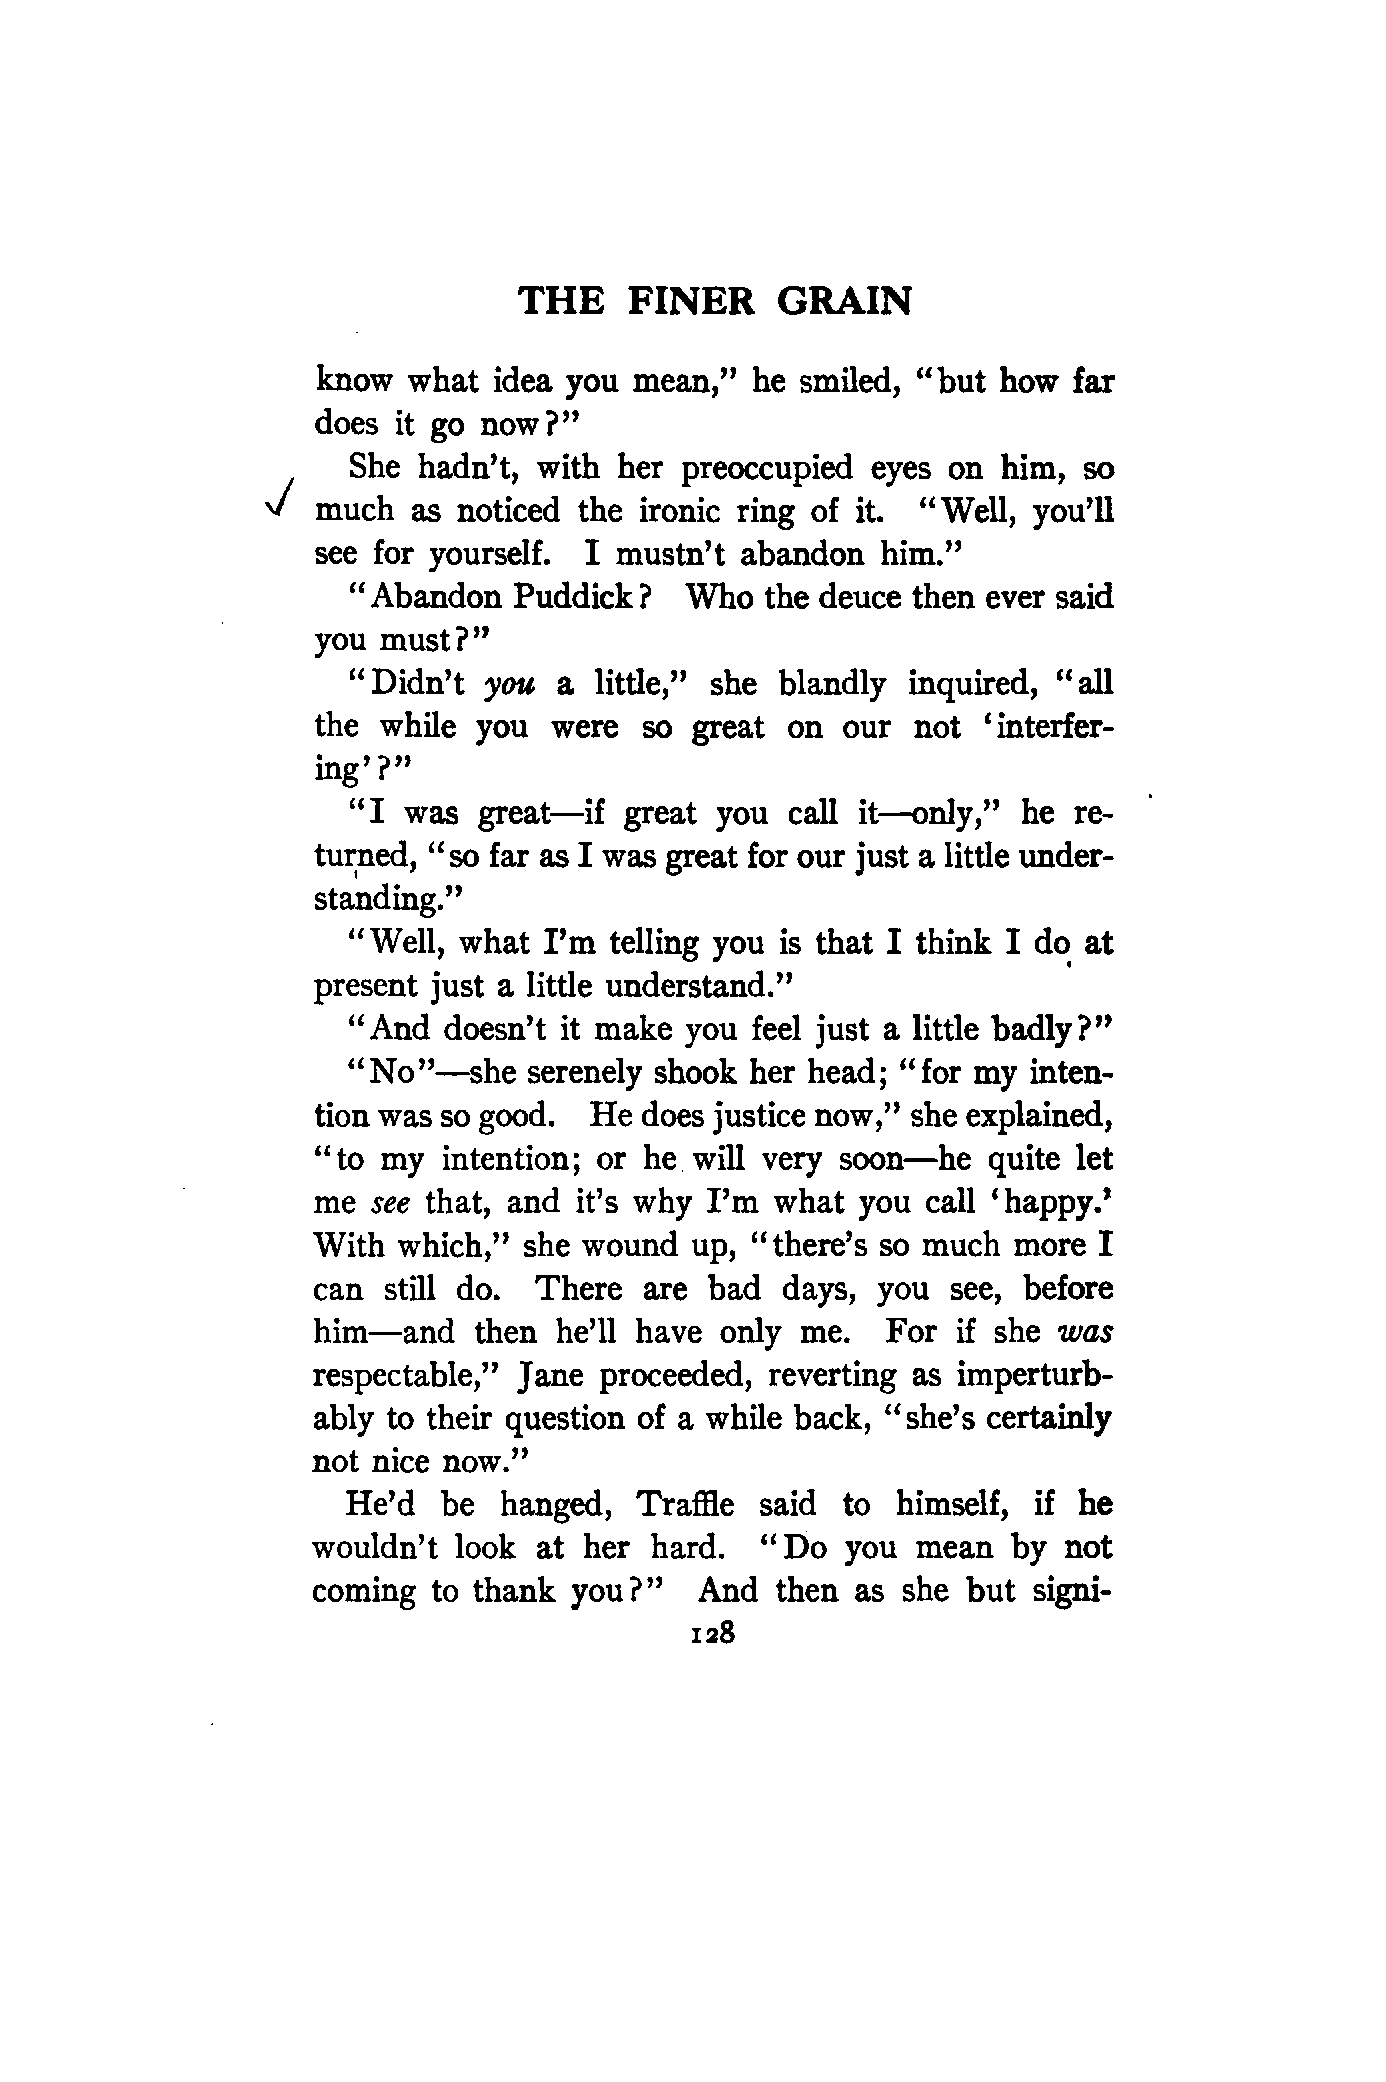 THE FINER GRAIN
know what idea you mean,” he smiled, “but how far
does it go now?”
She hadn’t, with her preoccupied eyes on him, so
much as noticed the ironic ring of it. “Well, you’ll
see for yourself. I mustn’t abandon him.”
“Abandon Puddick? Who the deuce then ever said
you must?”
“Didn’t you a little,” she blandly inquired, “all
the while you were so great on our not ‘interfer-
ing’?”
“I was great—if great you call it—only,” he re-
turned, “so far as I was great for our just a little under-
standing.”
“Well, what I’m telling you is that I think I do at
present just a little understand.”
“And doesn’t it make you feel just a little badly?”
“No”—she serenely shook her head; “for my inten-
tion was so good. He does justice now,” she explained,
“to my intention; or he will very soon—he quite let
me see that, and it’s why I’m what you call ‘happy.’
With which,” she wound up, “there’s so much more I
can still do. There are bad days, you see, before
him—and then he’ll have only me. For if she was
respectable,” Jane proceeded, reverting as imperturb-
ably to their question of a while back, “she’s certainly
not nice now.”
He’d be hanged, Traffle said to himself, if he
wouldn’t look at her hard. “Do you mean by not
coming to thank you?” And then as she but signi-
128